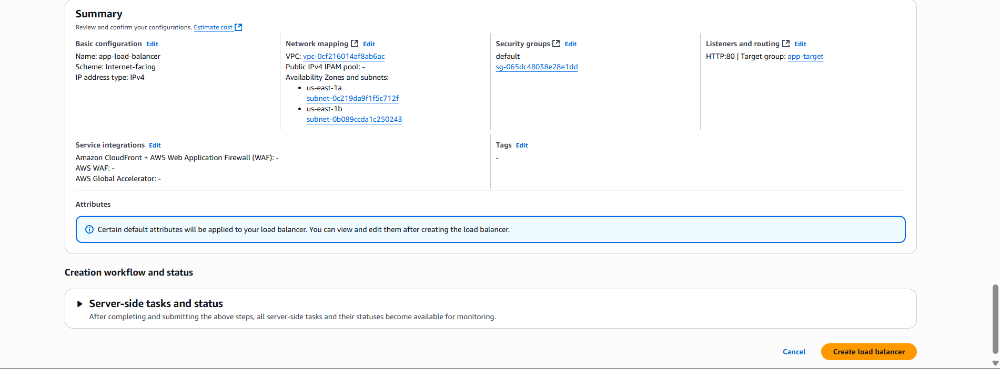 Summary
Review and confirm your configurations. Estimate cost
Basic configuration Edit
Name: app-load-balancer
Scheme: Internet-facing
IP address type: IPv4
Network mapping Edit
VPC: vpc-0cf216014af8ab6ac
Public IPv4 IPAM pool: -
Availability Zones and subnets:
• us-east-1a
subnet-0c219da9f1f5c712f
• us-east-1b
subnet-0b089ccda1c250243
Security groups Edit
default
sg-065dc48038e28e1dd
Listeners and routing Edit
HTTP:80 | Target group: app-target
Service integrations Edit
Amazon CloudFront + AWS Web Application Firewall (WAF): -
AWS WAF: -
AWS Global Accelerator: -
Tags Edit
-
Attributes
Certain default attributes will be applied to your load balancer. You can view and edit them after creating the load balancer.
Creation workflow and status
Server-side tasks and status
After completing and submitting the above steps, all server-side tasks and their statuses become available for monitoring.
Cancel
Create load balancer